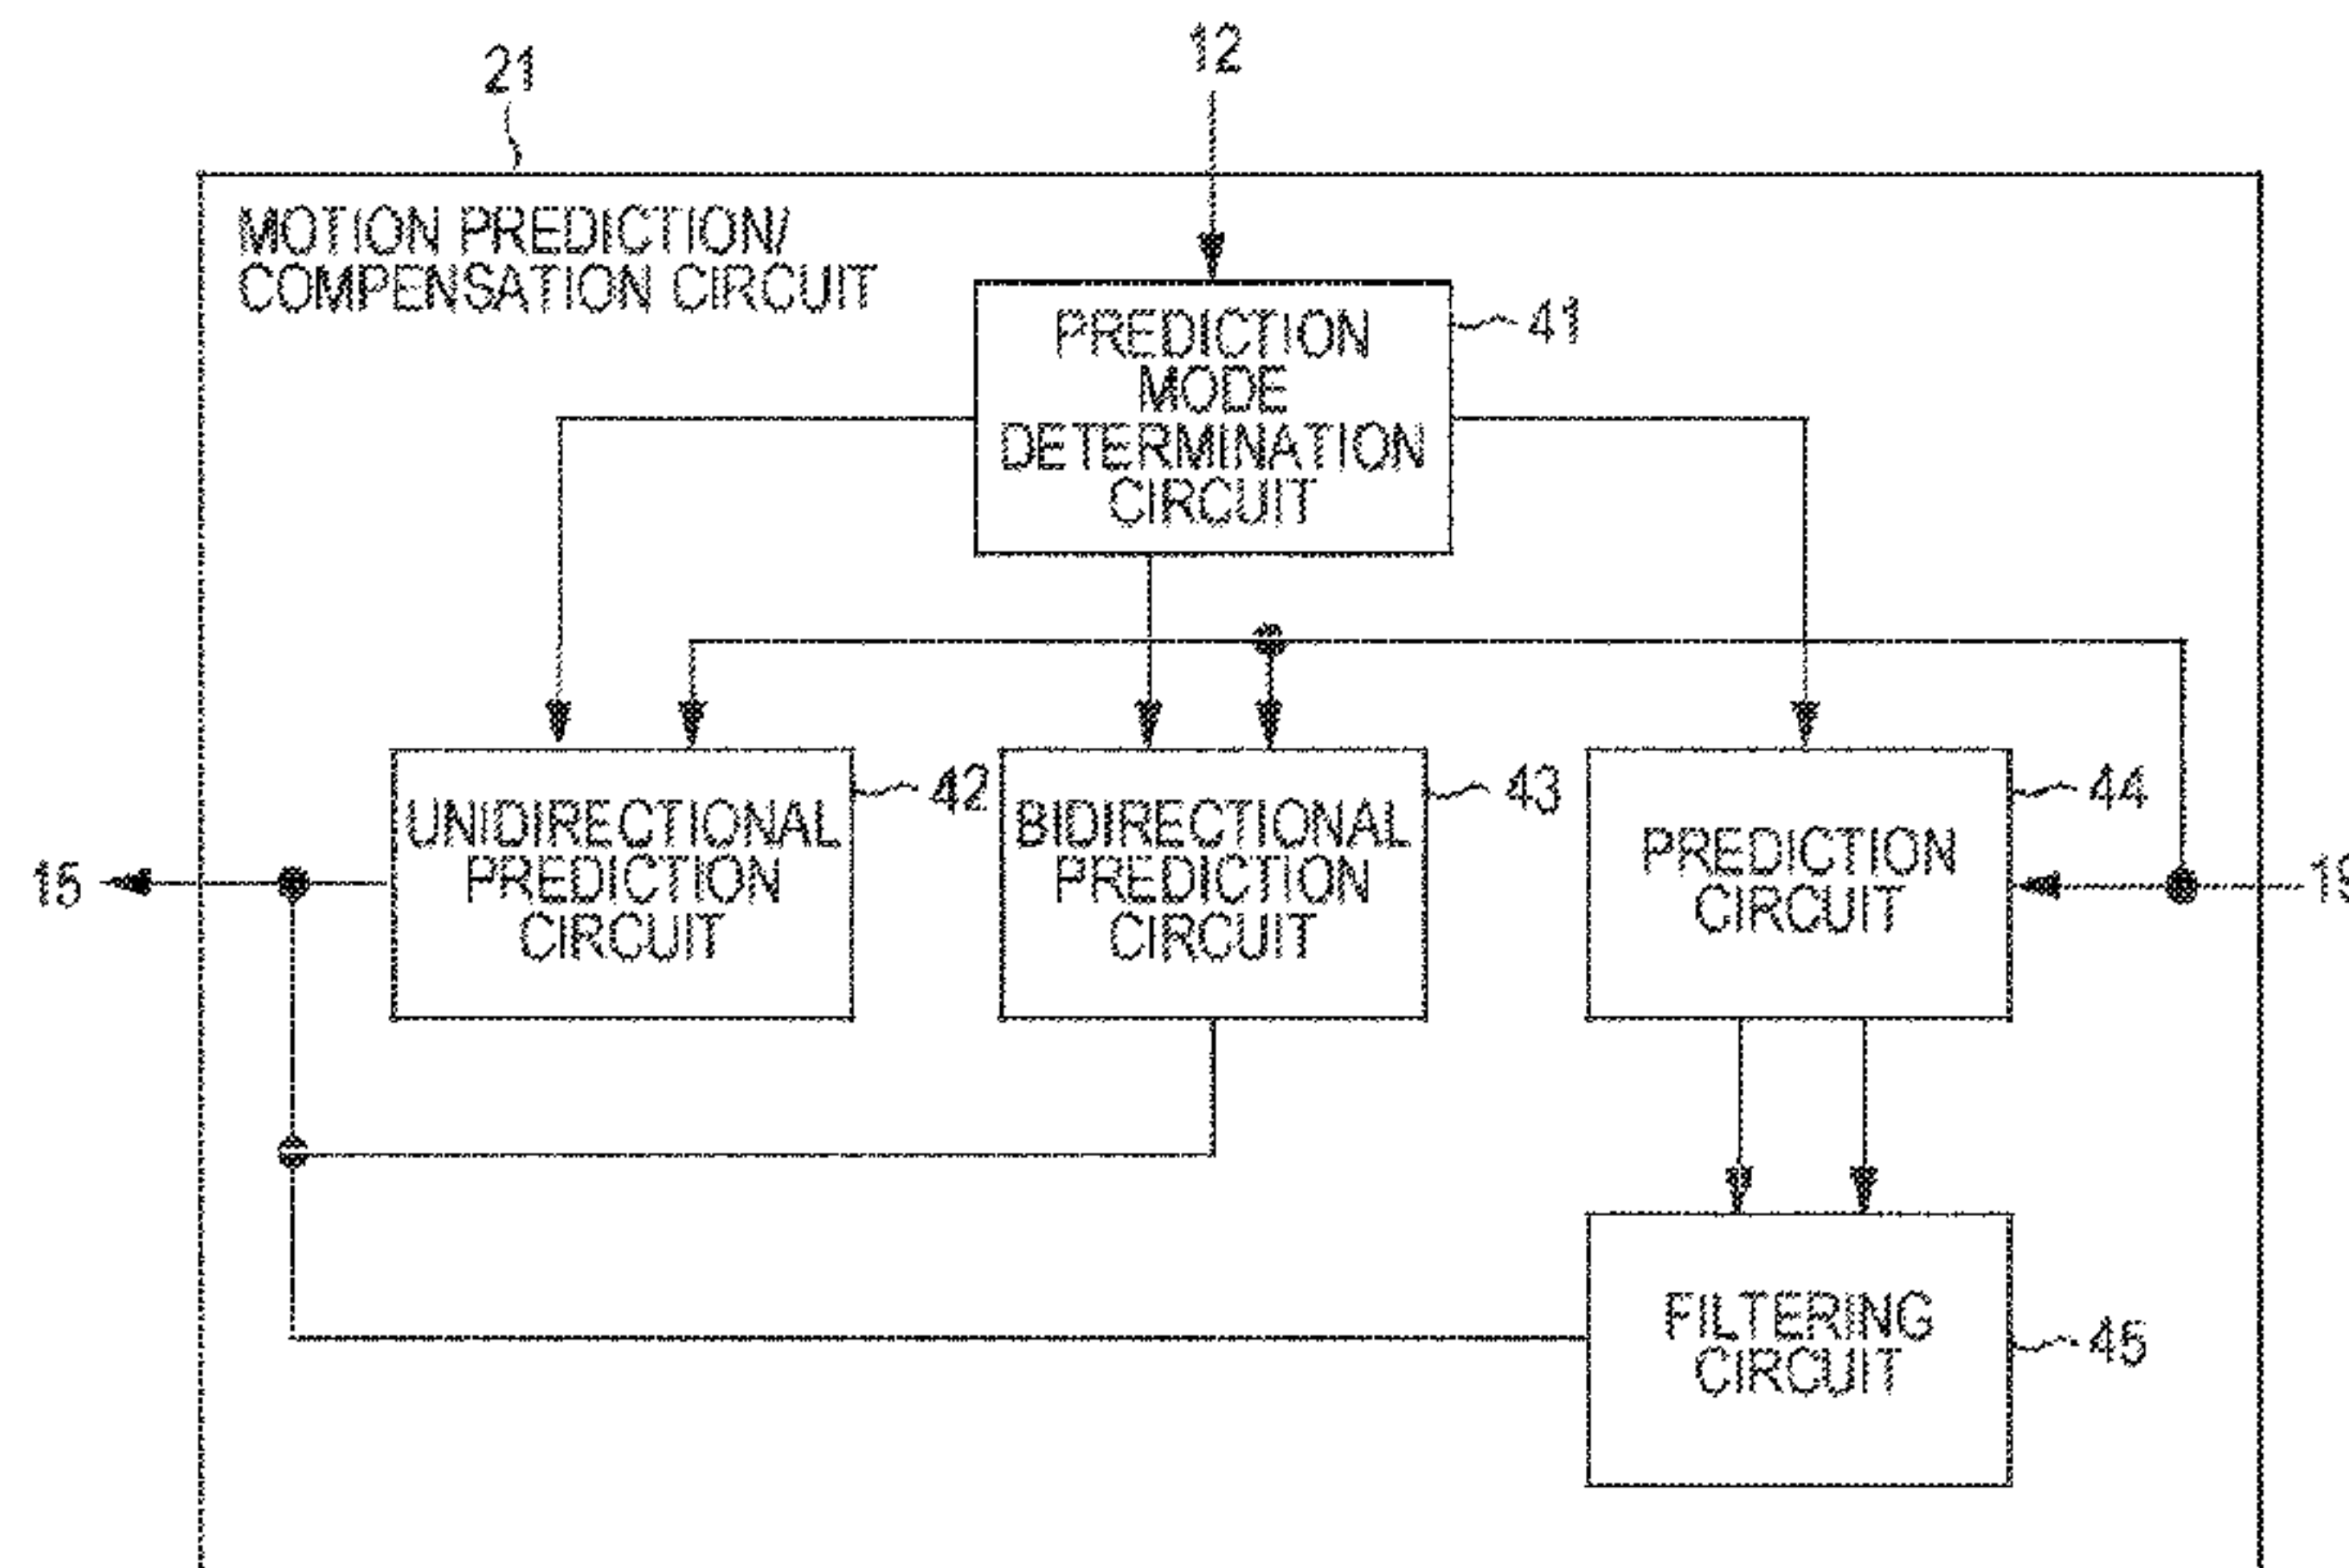 21
12
MOTION PREDICTION/
COMPENSATION CIRCUIT
PREDICTION
MODE
DETERMINATION
CIRCUIT
41
UNIDIRECTIONAL
PREDICTION
CIRCUIT
42
BIDIRECTIONAL
PREDICTION
CIRCUIT
43
PREDICTION
CIRCUIT
44
15
19
FILTERING
CIRCUIT
45